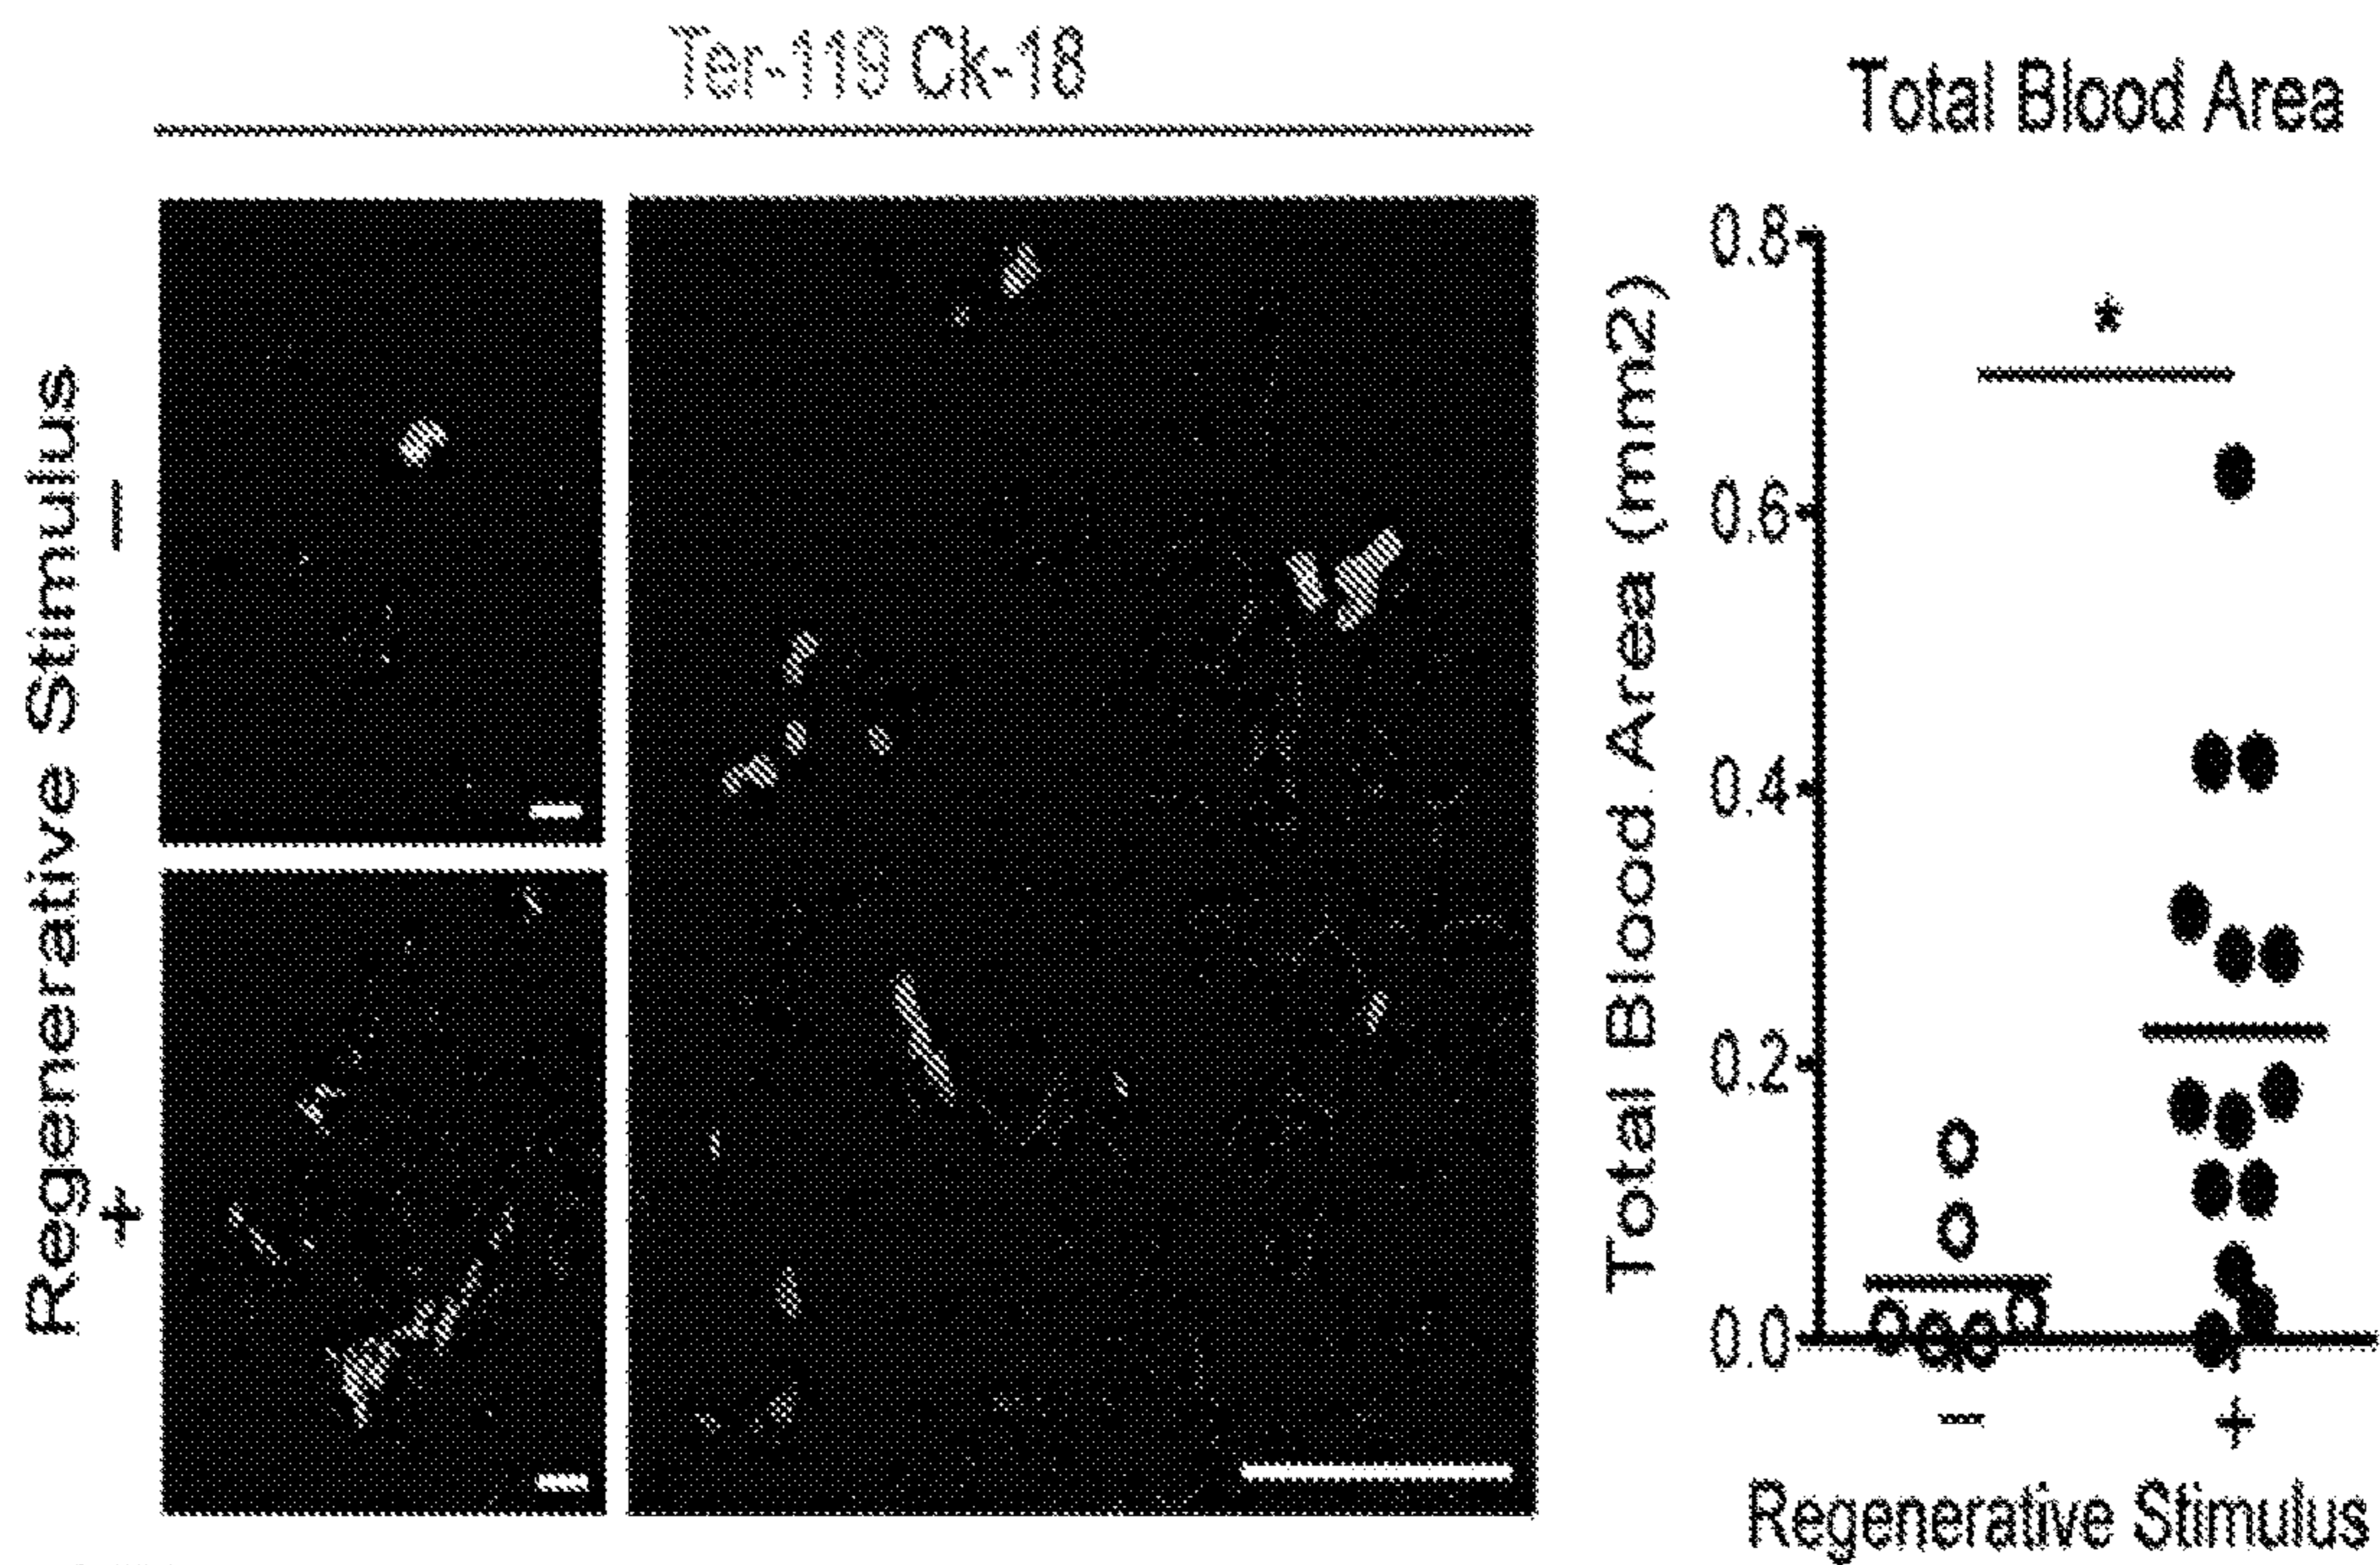 Ter-119 Ck-18
Regenerative Stimulus
–
+
Total Blood Area
Total Blood Area (mm2)
0.8
0.6
0.4
0.2
0.0
*
–
+
Regenerative Stimulus